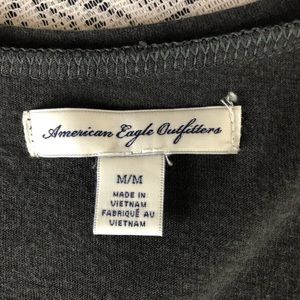 American Eagle Outfitters
M/M
MADE IN
VIETNAM
FABRIQUÉ AU
VIETNAM